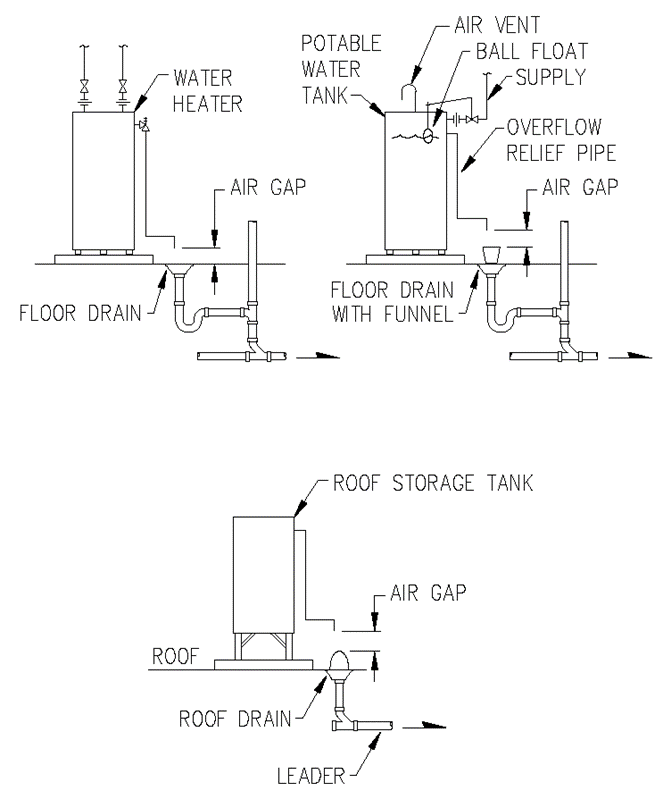 WATER
HEATER
AIR GAP
FLOOR DRAIN
AIR VENT
POTABLE
WATER
TANK
BALL FLOAT
SUPPLY
OVERFLOW
RELIEF PIPE
AIR GAP
FLOOR DRAIN
WITH FUNNEL
ROOF STORAGE TANK
AIR GAP
ROOF
ROOF DRAIN
LEADER